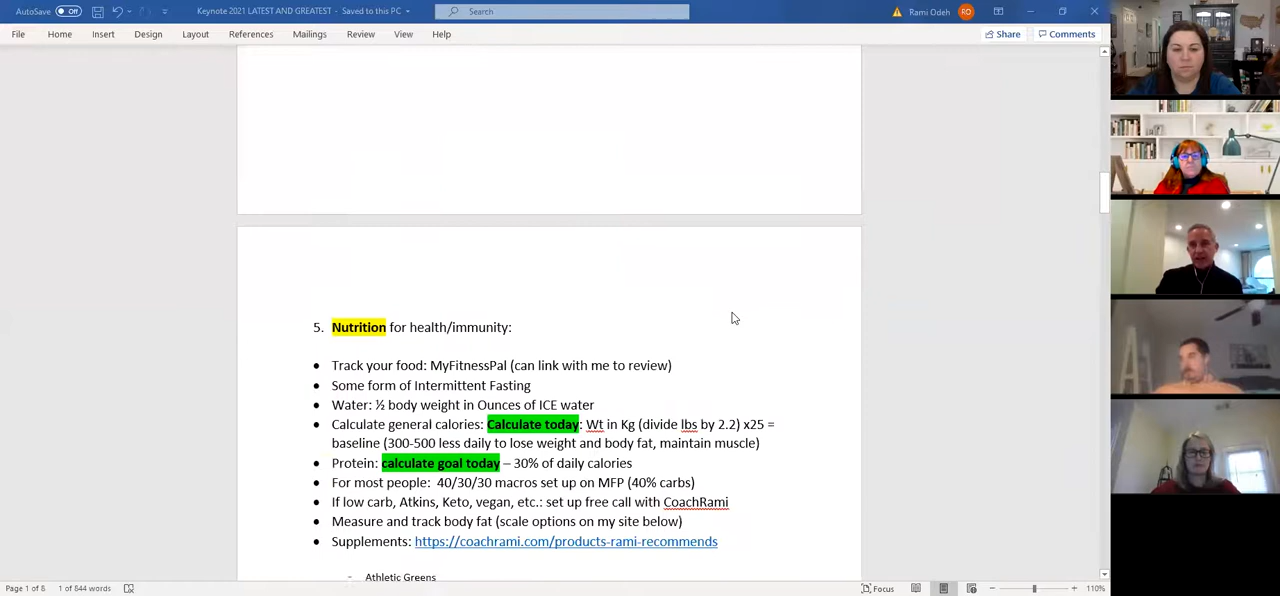 AutoSave Off Keynote 2021 LATEST AND GREATEST - Saved to this PC Search Rami Odeh RO
File Home Insert Design Layout References Mailings Review View Help Share Comments
5. Nutrition for health/immunity:
• Track your food: MyFitnessPal (can link with me to review)
• Some form of Intermittent Fasting
• Water: ½ body weight in Ounces of ICE water
• Calculate general calories: Calculate today: Wt in Kg (divide lbs by 2.2) x25 =
baseline (300-500 less daily to lose weight and body fat, maintain muscle)
• Protein: calculate goal today – 30% of daily calories
• For most people: 40/30/30 macros set up on MFP (40% carbs)
• If low carb, Atkins, Keto, vegan, etc.: set up free call with CoachRami
• Measure and track body fat (scale options on my site below)
• Supplements: https://coachrami.com/products-rami-recommends
- Athletic Greens
Page 1 of 8 1 of 844 words Focus 110%